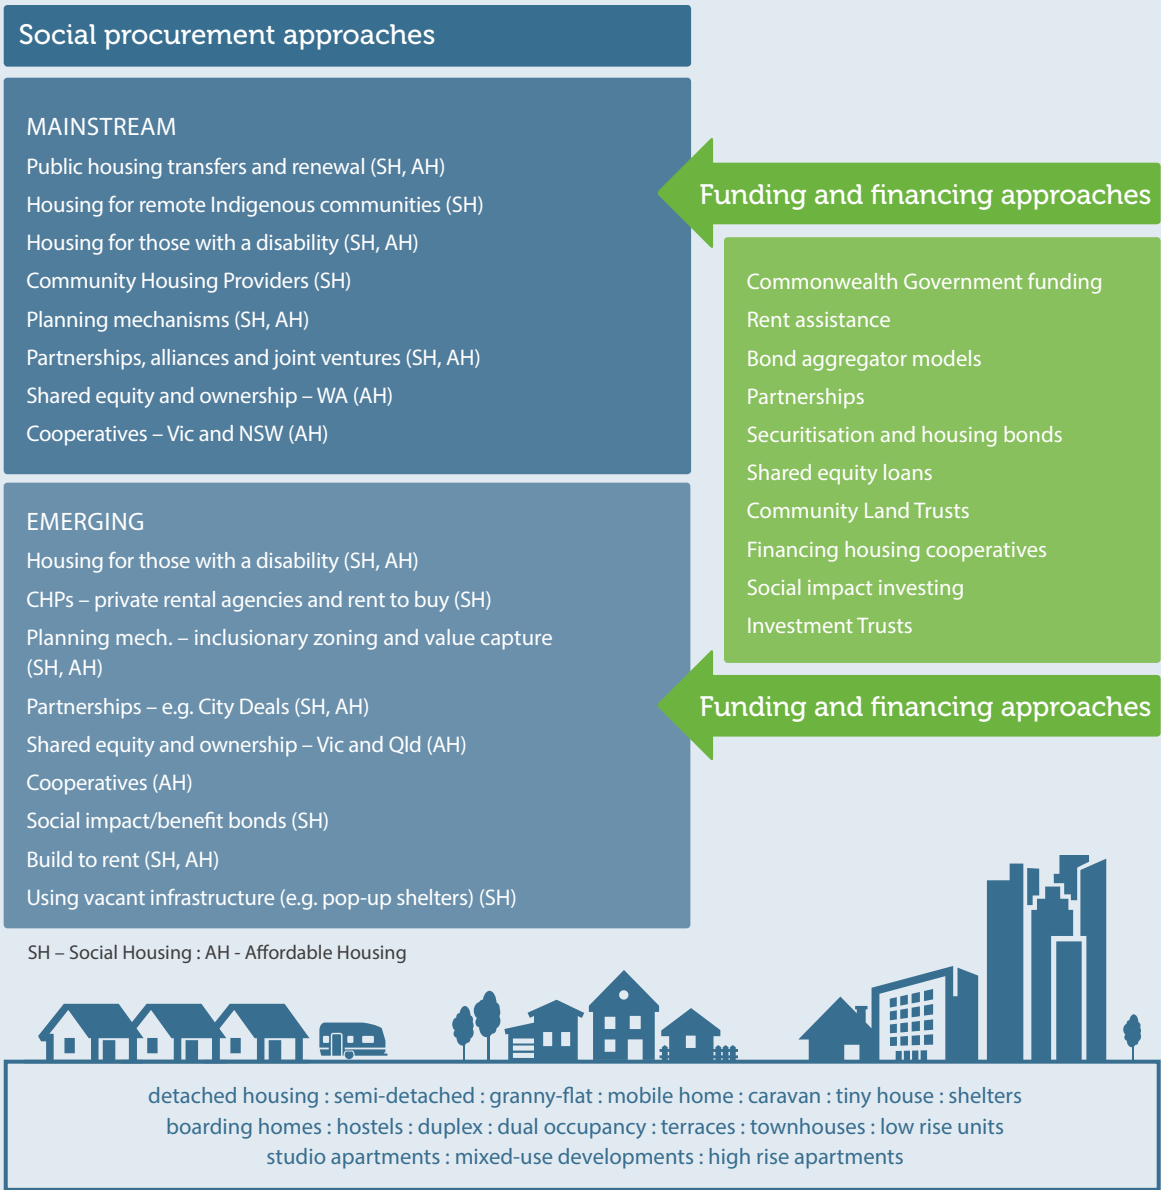 Social procurement approaches
MAINSTREAM
Public housing transfers and renewal (SH, AH)
Housing for remote Indigenous communities (SH)
Housing for those with a disability (SH, AH)
Community Housing Providers (SH)
Planning mechanisms (SH, AH)
Partnerships, alliances and joint ventures (SH, AH)
Shared equity and ownership – WA (AH)
Cooperatives – Vic and NSW (AH)
Funding and financing approaches
Commonwealth Government funding
Rent assistance
Bond aggregator models
Partnerships
Securitisation and housing bonds
Shared equity loans
Community Land Trusts
Financing housing cooperatives
Social impact investing
Investment Trusts
EMERGING
Housing for those with a disability (SH, AH)
CHPs – private rental agencies and rent to buy (SH)
Planning mech. – inclusionary zoning and value capture
(SH, AH)
Partnerships – e.g. City Deals (SH, AH)
Shared equity and ownership – Vic and Qld (AH)
Cooperatives (AH)
Social impact/benefit bonds (SH)
Build to rent (SH, AH)
Using vacant infrastructure (e.g. pop-up shelters) (SH)
Funding and financing approaches
SH – Social Housing : AH - Affordable Housing
detached housing : semi-detached : granny-flat : mobile home : caravan : tiny house : shelters
boarding homes : hostels : duplex : dual occupancy : terraces : townhouses : low rise units
studio apartments : mixed-use developments : high rise apartments